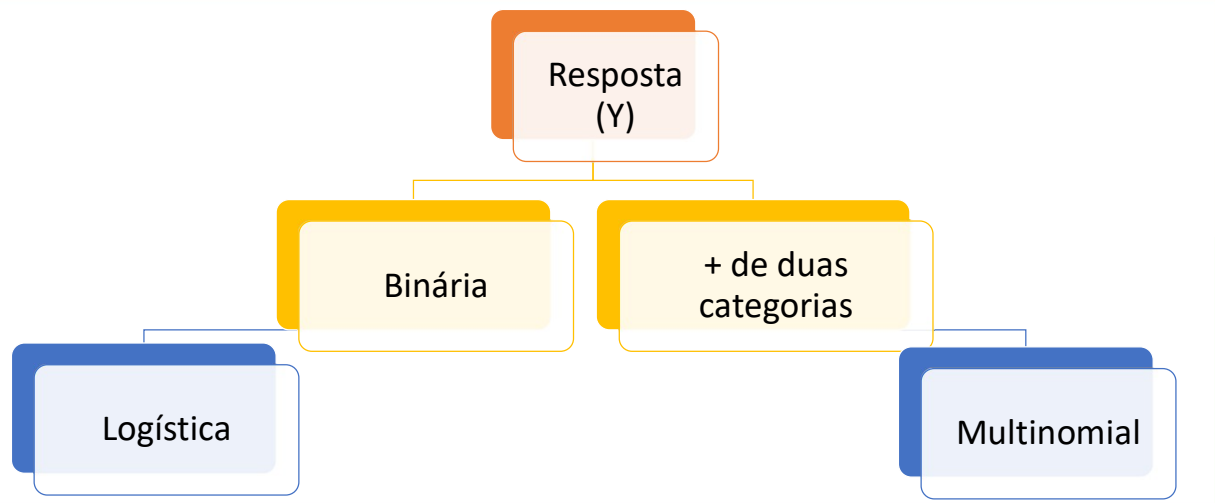 Resposta
(Y)
Binária
+ de duas
categorias
Logística
Multinomial